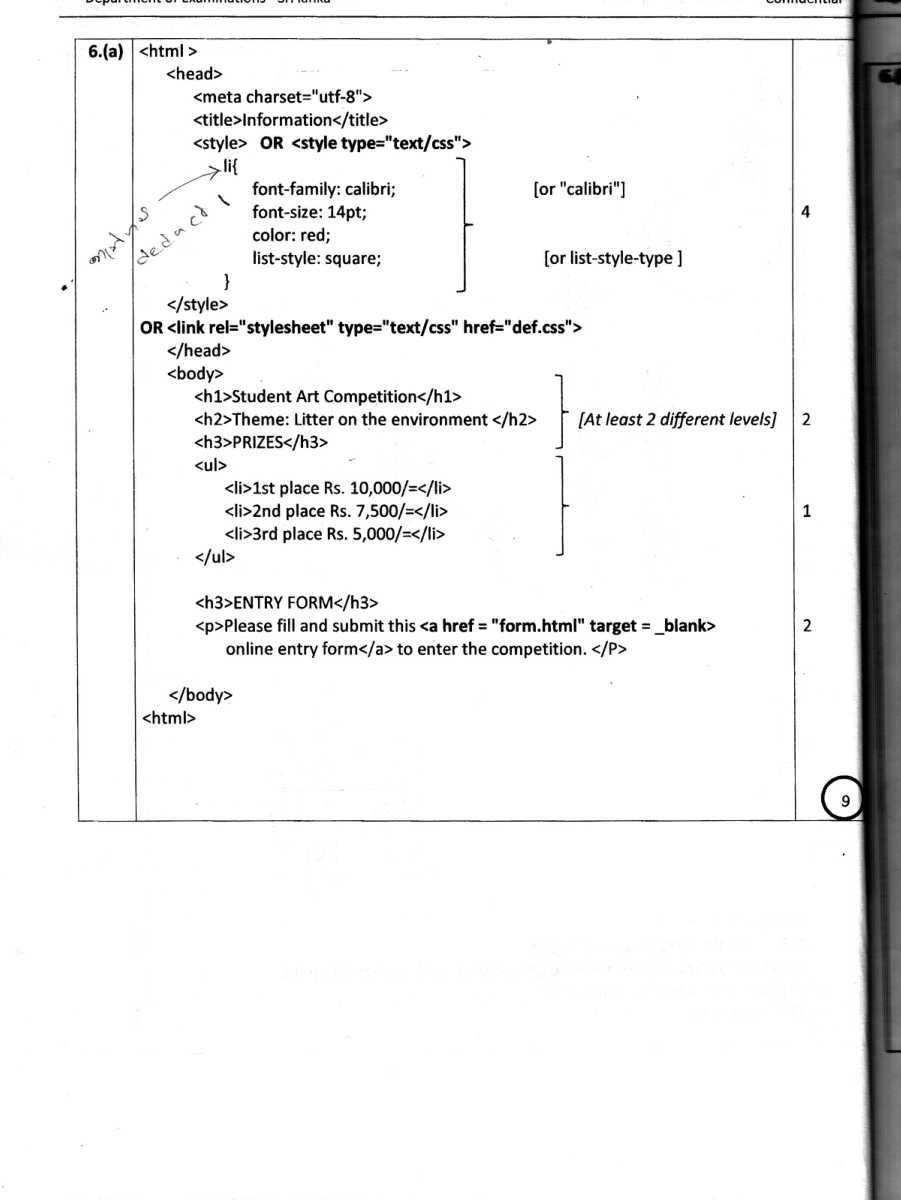 Department of Examinations - Sri Lanka
Confidential
6.(a) <html >
<head>
<meta charset="utf-8">
<title>Information</title>
<style> OR <style type="text/css">
li{
font-family: calibri; [or "calibri"]
font-size: 14pt; 4
color: red;
list-style: square; [or list-style-type ]
deduct 1
}
</style>
OR <link rel="stylesheet" type="text/css" href="def.css">
</head>
<body>
<h1>Student Art Competition</h1>
<h2>Theme: Litter on the environment </h2> [At least 2 different levels] 2
<h3>PRIZES</h3>
<ul>
<li>1st place Rs. 10,000/=</li>
<li>2nd place Rs. 7,500/=</li> 1
<li>3rd place Rs. 5,000/=</li>
</ul>
<h3>ENTRY FORM</h3>
<p>Please fill and submit this <a href = "form.html" target = _blank> 2
online entry form</a> to enter the competition. </P>
</body>
<html>
9